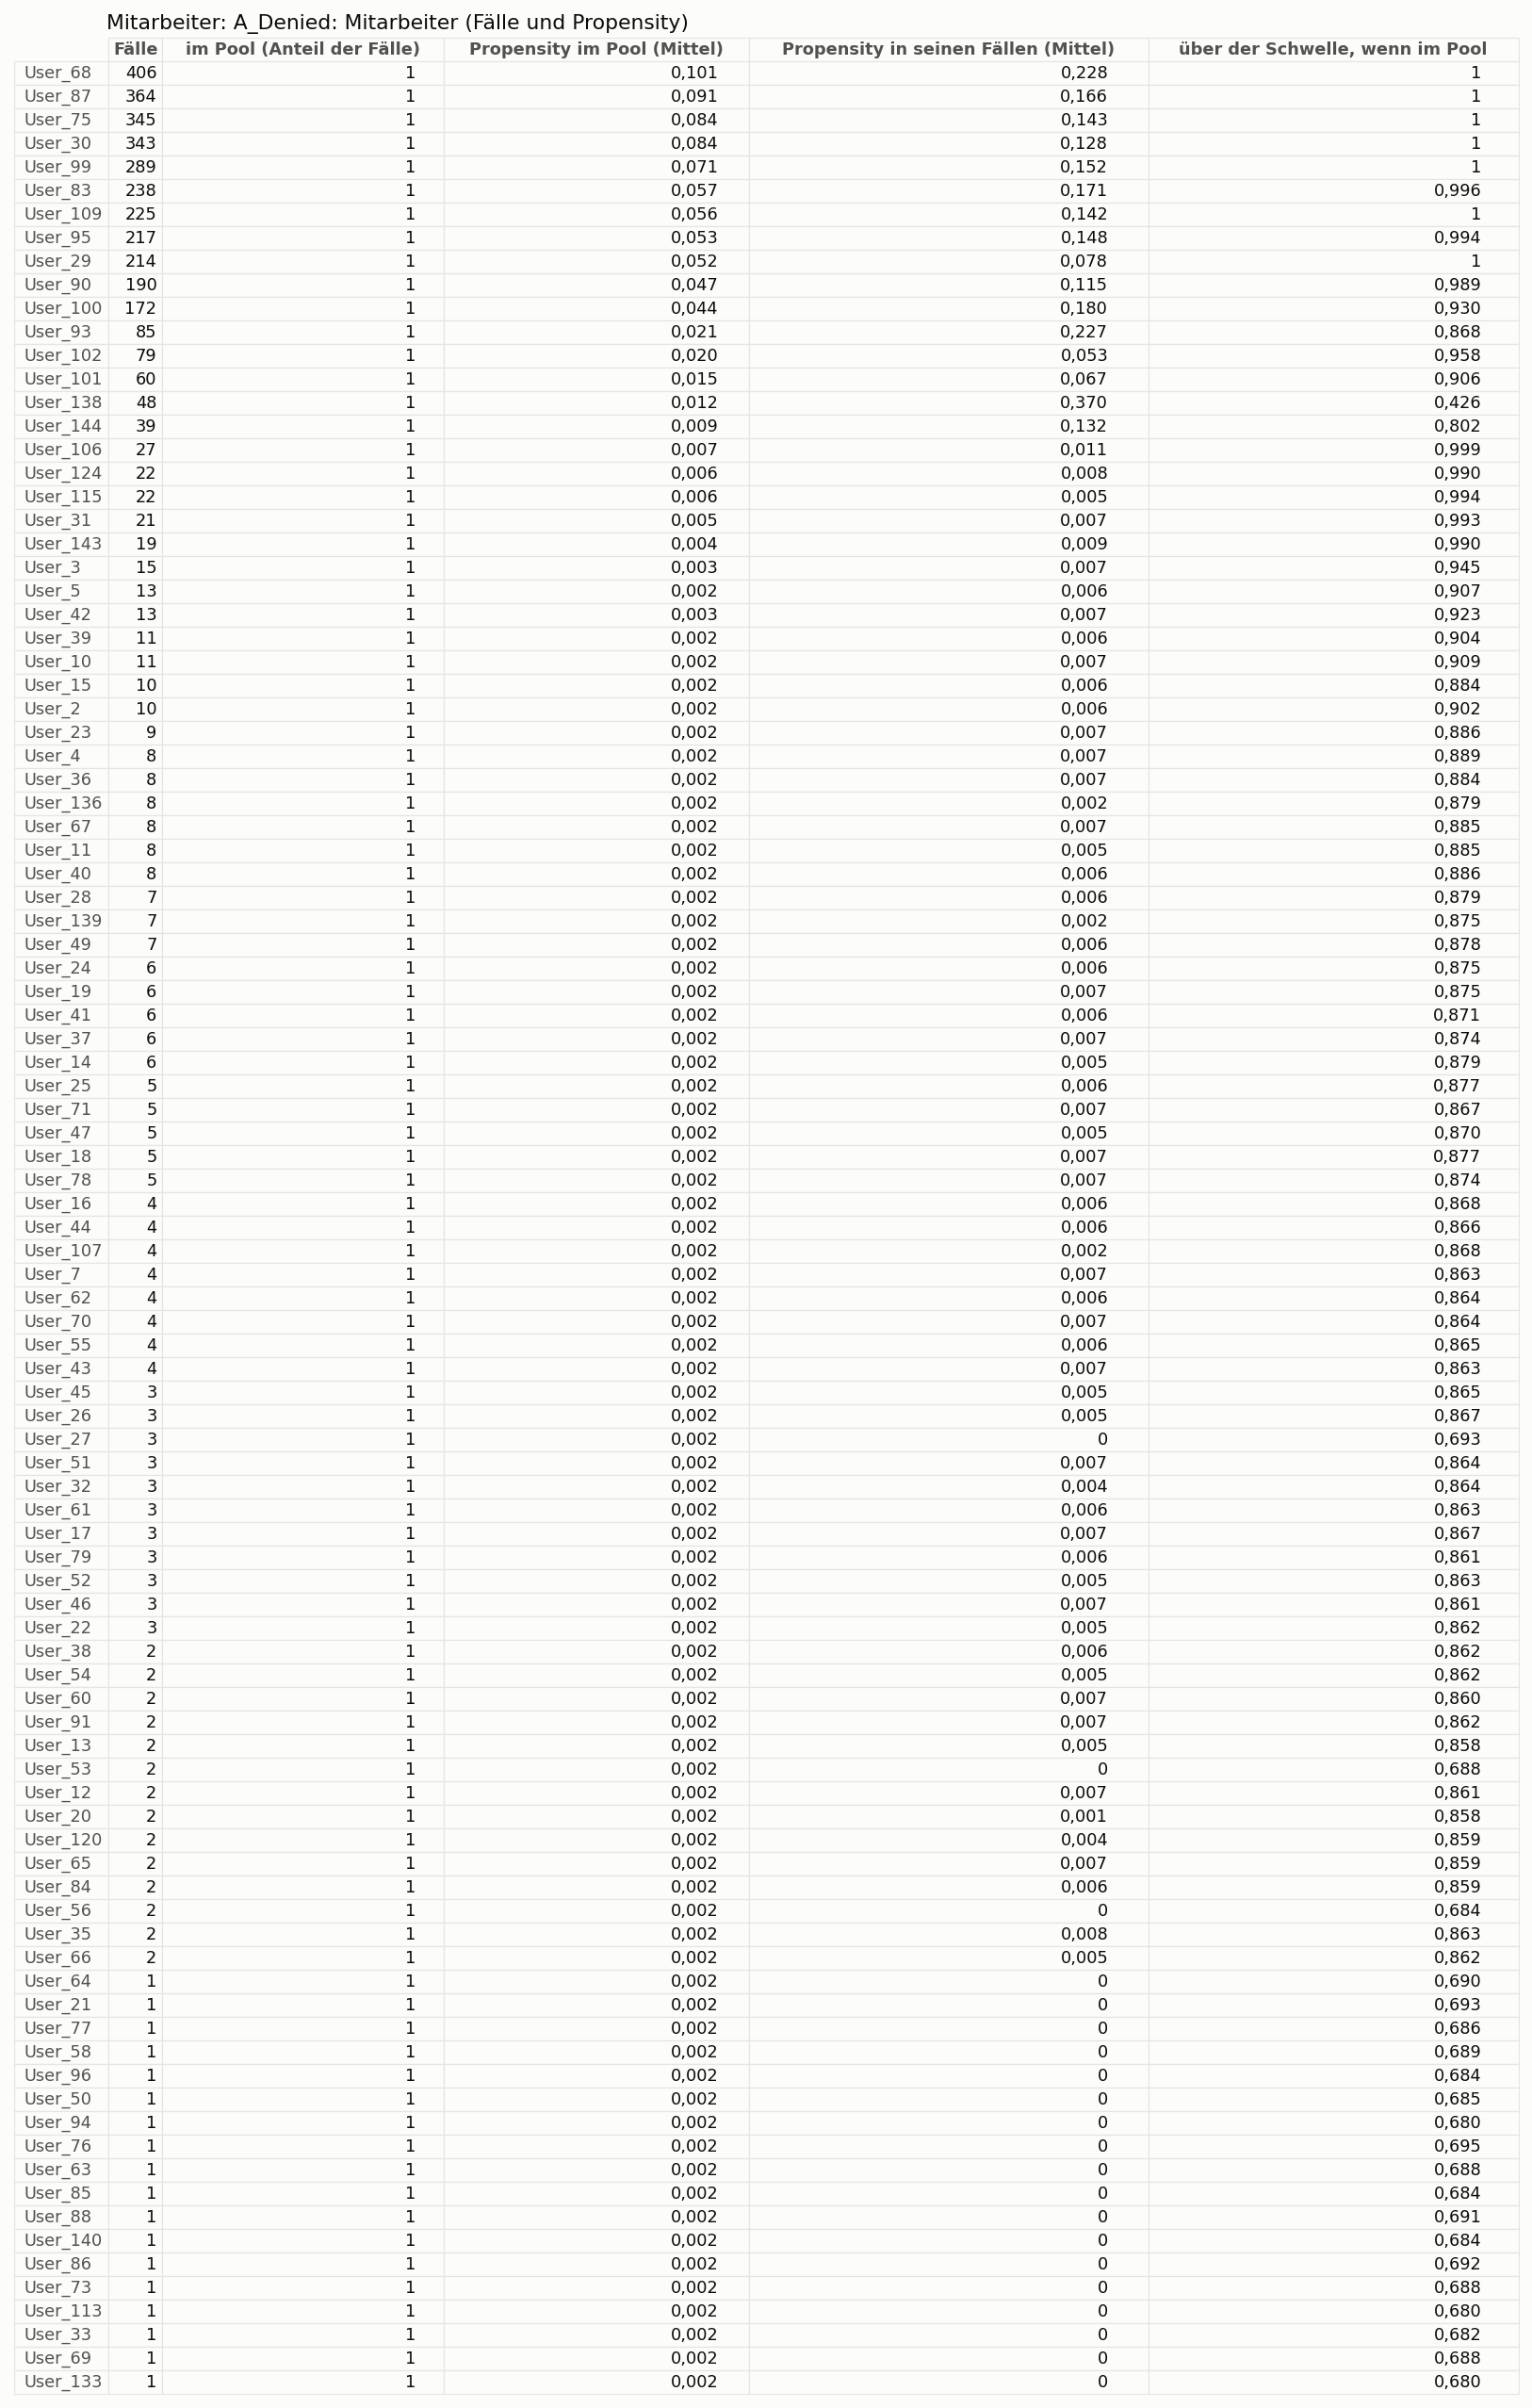 Mitarbeiter: A_Denied: Mitarbeiter (Fälle und Propensity)
Fälle im Pool (Anteil der Fälle) Propensity im Pool (Mittel) Propensity in seinen Fällen (Mittel) über der Schwelle, wenn im Pool
User_68 406 1 0,101 0,228 1
User_87 364 1 0,091 0,166 1
User_75 345 1 0,084 0,143 1
User_30 343 1 0,084 0,128 1
User_99 289 1 0,071 0,152 1
User_83 238 1 0,057 0,171 0,996
User_109 225 1 0,056 0,142 1
User_95 217 1 0,053 0,148 0,994
User_29 214 1 0,052 0,078 1
User_90 190 1 0,047 0,115 0,989
User_100 172 1 0,044 0,180 0,930
User_93 85 1 0,021 0,227 0,868
User_102 79 1 0,020 0,053 0,958
User_101 60 1 0,015 0,067 0,906
User_138 48 1 0,012 0,370 0,426
User_144 39 1 0,009 0,132 0,802
User_106 27 1 0,007 0,011 0,999
User_124 22 1 0,006 0,008 0,990
User_115 22 1 0,006 0,005 0,994
User_31 21 1 0,005 0,007 0,993
User_143 19 1 0,004 0,009 0,990
User_3 15 1 0,003 0,007 0,945
User_5 13 1 0,002 0,006 0,907
User_42 13 1 0,003 0,007 0,923
User_39 11 1 0,002 0,006 0,904
User_10 11 1 0,002 0,007 0,909
User_15 10 1 0,002 0,006 0,884
User_2 10 1 0,002 0,006 0,902
User_23 9 1 0,002 0,007 0,886
User_4 8 1 0,002 0,007 0,889
User_36 8 1 0,002 0,007 0,884
User_136 8 1 0,002 0,002 0,879
User_67 8 1 0,002 0,007 0,885
User_11 8 1 0,002 0,005 0,885
User_40 8 1 0,002 0,006 0,886
User_28 7 1 0,002 0,006 0,879
User_139 7 1 0,002 0,002 0,875
User_49 7 1 0,002 0,006 0,878
User_24 6 1 0,002 0,006 0,875
User_19 6 1 0,002 0,007 0,875
User_41 6 1 0,002 0,006 0,871
User_37 6 1 0,002 0,007 0,874
User_14 6 1 0,002 0,005 0,879
User_25 5 1 0,002 0,006 0,877
User_71 5 1 0,002 0,007 0,867
User_47 5 1 0,002 0,005 0,870
User_18 5 1 0,002 0,007 0,877
User_78 5 1 0,002 0,007 0,874
User_16 4 1 0,002 0,006 0,868
User_44 4 1 0,002 0,006 0,866
User_107 4 1 0,002 0,002 0,868
User_7 4 1 0,002 0,007 0,863
User_62 4 1 0,002 0,006 0,864
User_70 4 1 0,002 0,007 0,864
User_55 4 1 0,002 0,006 0,865
User_43 4 1 0,002 0,007 0,863
User_45 3 1 0,002 0,005 0,865
User_26 3 1 0,002 0,005 0,867
User_27 3 1 0,002 0 0,693
User_51 3 1 0,002 0,007 0,864
User_32 3 1 0,002 0,004 0,864
User_61 3 1 0,002 0,006 0,863
User_17 3 1 0,002 0,007 0,867
User_79 3 1 0,002 0,006 0,861
User_52 3 1 0,002 0,005 0,863
User_46 3 1 0,002 0,007 0,861
User_22 3 1 0,002 0,005 0,862
User_38 2 1 0,002 0,006 0,862
User_54 2 1 0,002 0,005 0,862
User_60 2 1 0,002 0,007 0,860
User_91 2 1 0,002 0,007 0,862
User_13 2 1 0,002 0,005 0,858
User_53 2 1 0,002 0 0,688
User_12 2 1 0,002 0,007 0,861
User_20 2 1 0,002 0,001 0,858
User_120 2 1 0,002 0,004 0,859
User_65 2 1 0,002 0,007 0,859
User_84 2 1 0,002 0,006 0,859
User_56 2 1 0,002 0 0,684
User_35 2 1 0,002 0,008 0,863
User_66 2 1 0,002 0,005 0,862
User_64 1 1 0,002 0 0,690
User_21 1 1 0,002 0 0,693
User_77 1 1 0,002 0 0,686
User_58 1 1 0,002 0 0,689
User_96 1 1 0,002 0 0,684
User_50 1 1 0,002 0 0,685
User_94 1 1 0,002 0 0,680
User_76 1 1 0,002 0 0,695
User_63 1 1 0,002 0 0,688
User_85 1 1 0,002 0 0,684
User_88 1 1 0,002 0 0,691
User_140 1 1 0,002 0 0,684
User_86 1 1 0,002 0 0,692
User_73 1 1 0,002 0 0,688
User_113 1 1 0,002 0 0,680
User_33 1 1 0,002 0 0,682
User_69 1 1 0,002 0 0,688
User_133 1 1 0,002 0 0,680